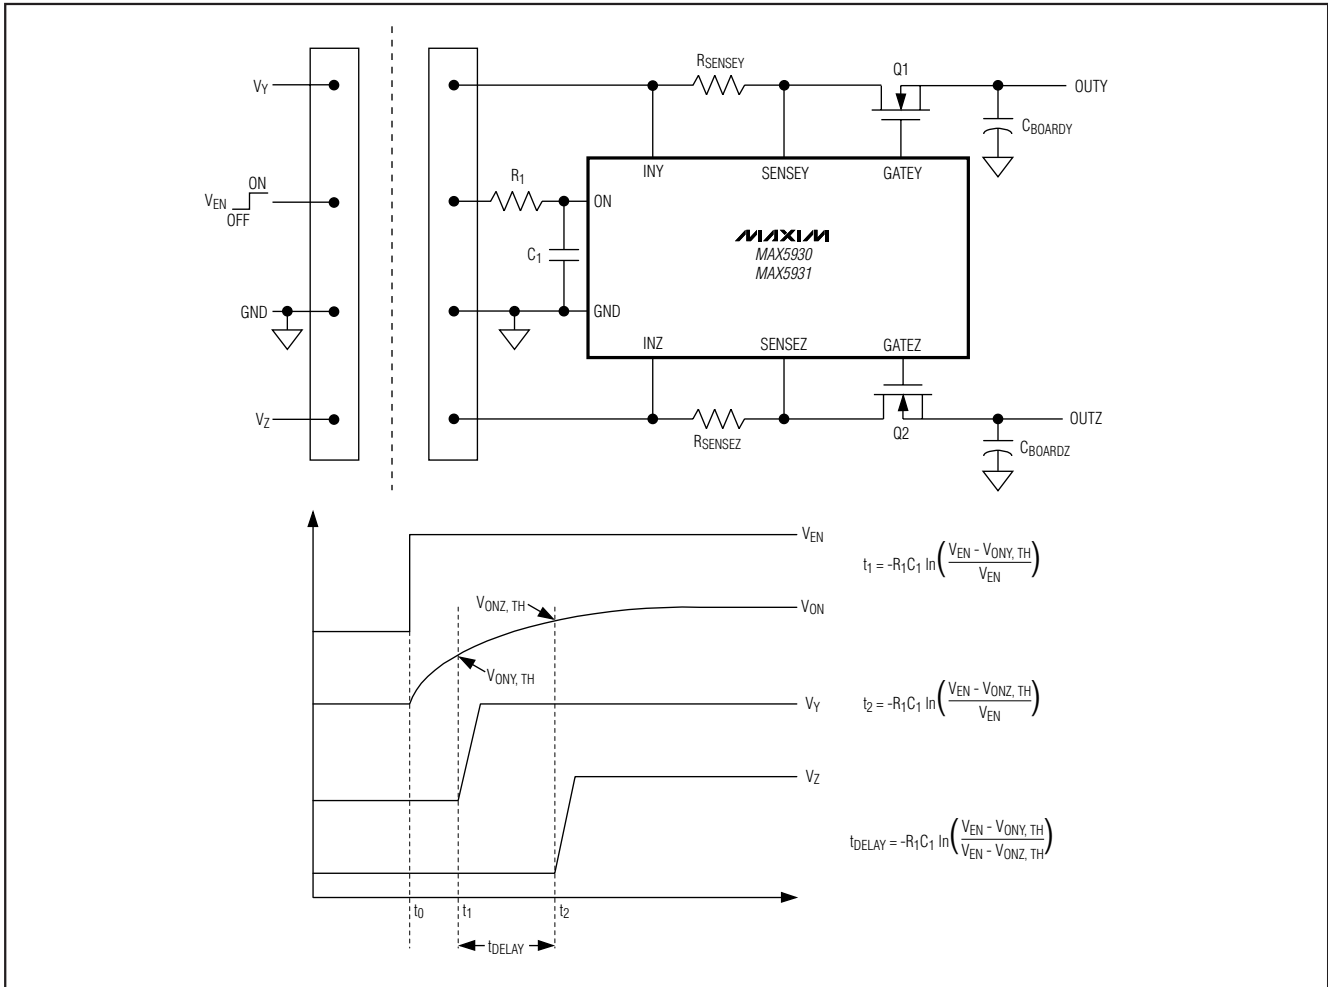 VY
ON
VEN
OFF
GND
VZ
RSENSEY
Q1
OUTY
CBOARDY
INY
SENSEY
GATEY
R1
ON
C1
MAXIM
MAX5930
MAX5931
GND
INZ
SENSEZ
GATEZ
RSENSEZ
Q2
OUTZ
CBOARDZ
VEN
t1 = -R1C1 ln(VEN - VONY, TH / VEN)
VONZ, TH
VON
VONY, TH
VY
t2 = -R1C1 ln(VEN - VONZ, TH / VEN)
VZ
tDELAY = -R1C1 ln(VEN - VONY, TH / VEN - VONZ, TH)
t0
t1
t2
tDELAY